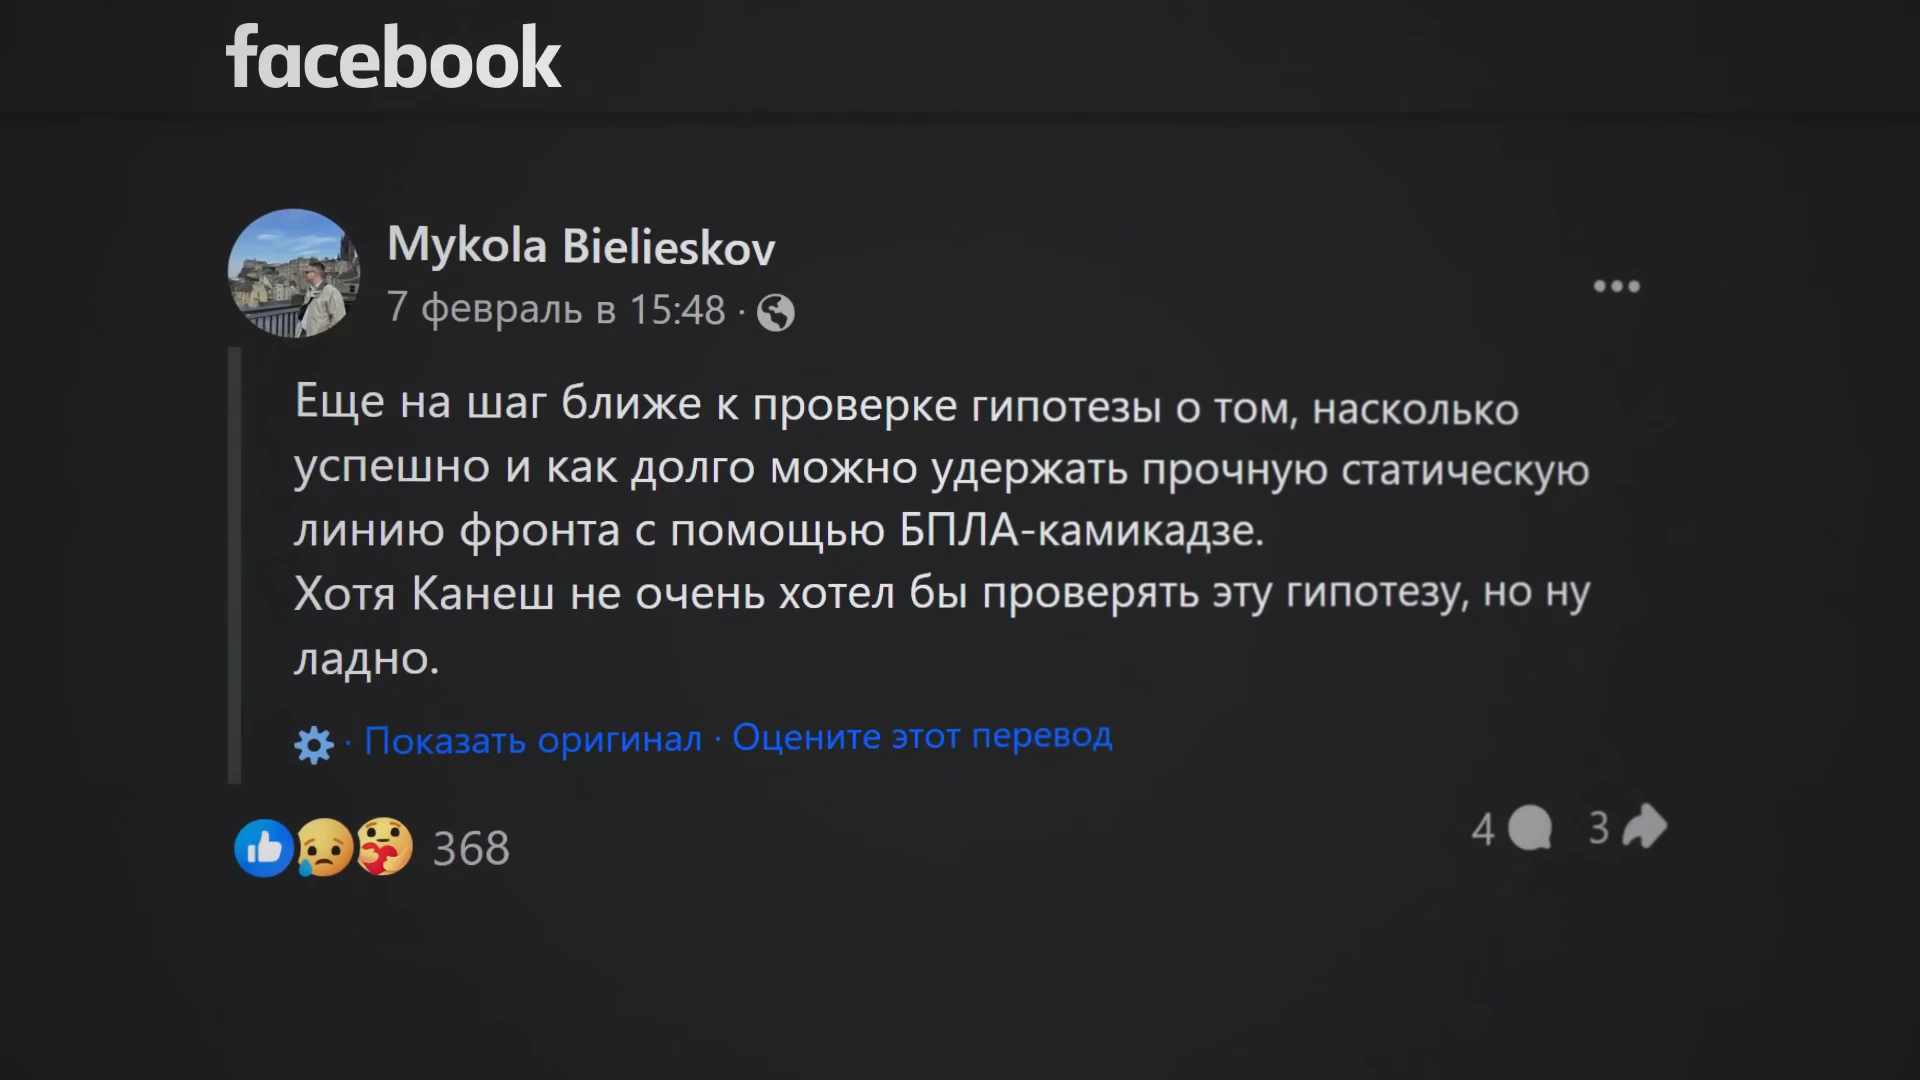 facebook
Mykola Bielieskov
7 февраль в 15:48 ·
Еще на шаг ближе к проверке гипотезы о том, насколько
успешно и как долго можно удержать прочную статическую
линию фронта с помощью БПЛА-камикадзе.
Хотя Канеш не очень хотел бы проверять эту гипотезу, но ну
ладно.
· Показать оригинал · Оцените этот перевод
368
4 3